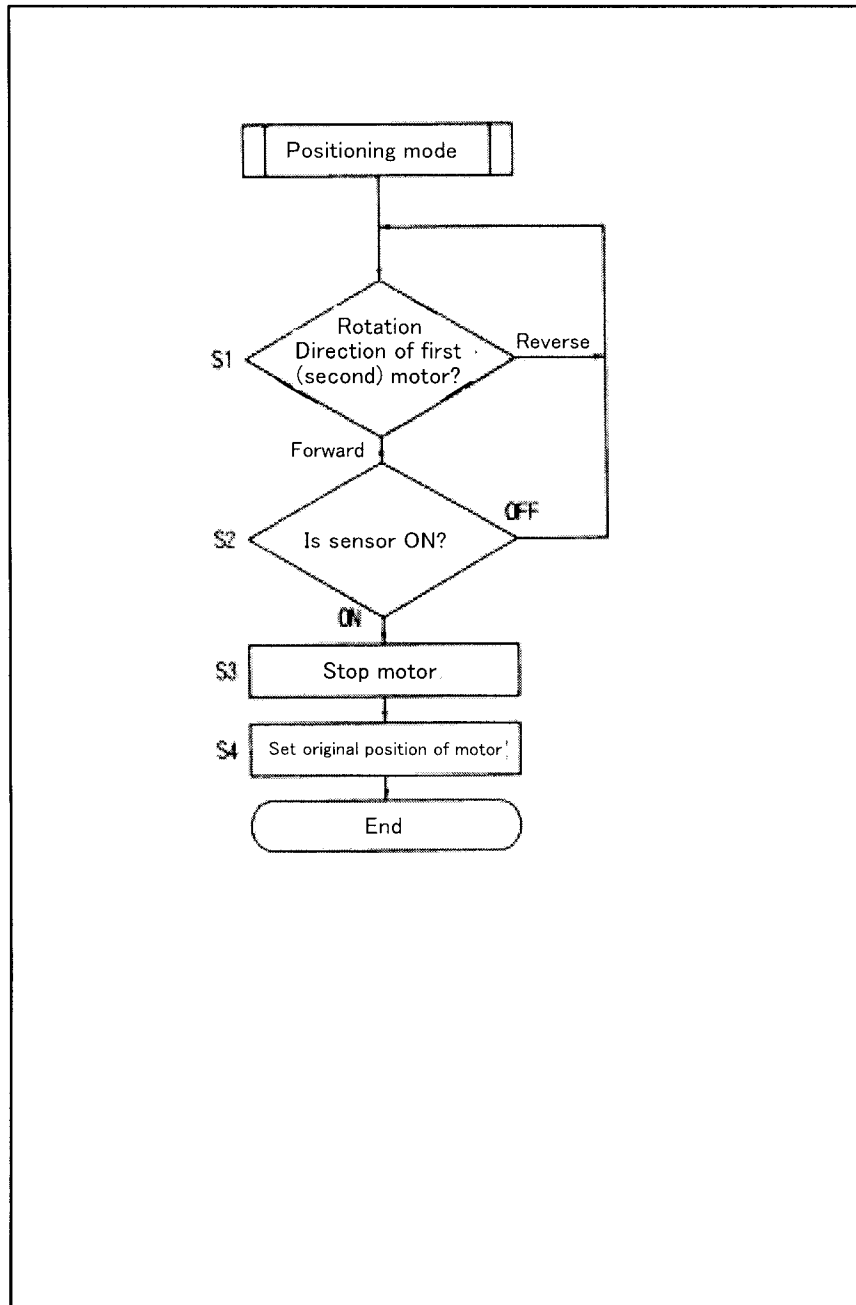 Positioning mode
S1
Rotation
Direction of first
(second) motor?
Reverse
Forward
S2
Is sensor ON?
OFF
ON
S3
Stop motor
S4
Set original position of motor
End